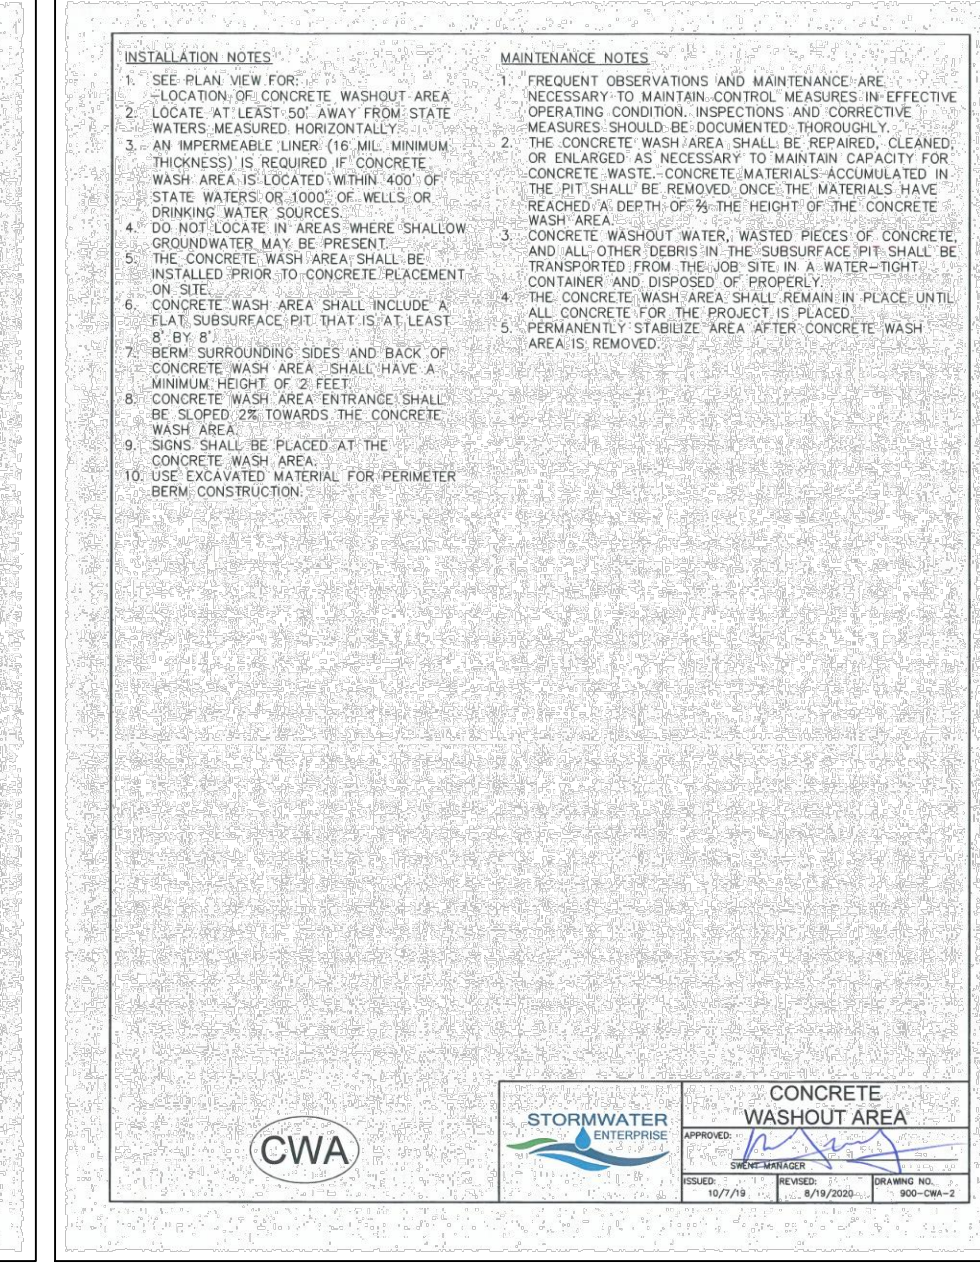 INSTALLATION NOTES
1. SEE PLAN VIEW FOR:
-LOCATION OF CONCRETE WASHOUT AREA
2. LOCATE AT LEAST 50' AWAY FROM STATE
WATERS MEASURED HORIZONTALLY.
3. AN IMPERMEABLE LINER (16 MIL. MINIMUM
THICKNESS) IS REQUIRED IF CONCRETE
WASH AREA IS LOCATED WITHIN 400' OF
STATE WATERS OR 1000' OF WELLS OR
DRINKING WATER SOURCES.
4. DO NOT LOCATE IN AREAS WHERE SHALLOW
GROUNDWATER MAY BE PRESENT.
5. THE CONCRETE WASH AREA SHALL BE
INSTALLED PRIOR TO CONCRETE PLACEMENT
ON SITE.
6. CONCRETE WASH AREA SHALL INCLUDE A
FLAT SUBSURFACE PIT THAT IS AT LEAST
8' BY 8'.
7. BERM SURROUNDING SIDES AND BACK OF
CONCRETE WASH AREA SHALL HAVE A
MINIMUM HEIGHT OF 2 FEET.
8. CONCRETE WASH AREA ENTRANCE SHALL
BE SLOPED 2% TOWARDS THE CONCRETE
WASH AREA.
9. SIGNS SHALL BE PLACED AT THE
CONCRETE WASH AREA.
10. USE EXCAVATED MATERIAL FOR PERIMETER
BERM CONSTRUCTION.
MAINTENANCE NOTES
1. FREQUENT OBSERVATIONS AND MAINTENANCE ARE
NECESSARY TO MAINTAIN CONTROL MEASURES IN EFFECTIVE
OPERATING CONDITION. INSPECTIONS AND CORRECTIVE
MEASURES SHOULD BE DOCUMENTED THOROUGHLY.
2. THE CONCRETE WASH AREA SHALL BE REPAIRED, CLEANED,
OR ENLARGED AS NECESSARY TO MAINTAIN CAPACITY FOR
CONCRETE WASTE. CONCRETE MATERIALS ACCUMULATED IN
THE PIT SHALL BE REMOVED ONCE THE MATERIALS HAVE
REACHED A DEPTH OF ⅔ THE HEIGHT OF THE CONCRETE
WASH AREA.
3. CONCRETE WASHOUT WATER, WASTED PIECES OF CONCRETE,
AND ALL OTHER DEBRIS IN THE SUBSURFACE PIT SHALL BE
TRANSPORTED FROM THE JOB SITE IN A WATER-TIGHT
CONTAINER AND DISPOSED OF PROPERLY.
4. THE CONCRETE WASH AREA SHALL REMAIN IN PLACE UNTIL
ALL CONCRETE FOR THE PROJECT IS PLACED.
5. PERMANENTLY STABILIZE AREA AFTER CONCRETE WASH
AREA IS REMOVED.
CWA
STORMWATER
ENTERPRISE
CONCRETE
WASHOUT AREA
APPROVED:
SWENT MANAGER
ISSUED:
10/7/19
REVISED:
8/19/2020
DRAWING NO.
900-CWA-2